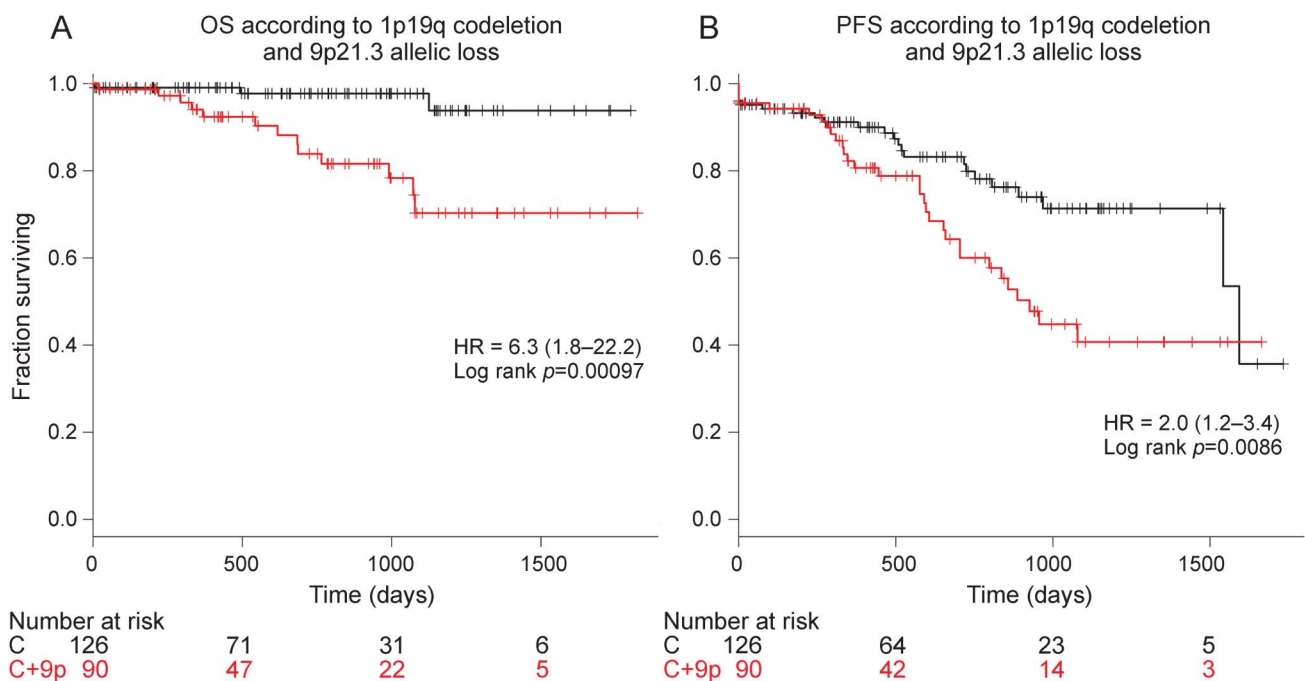 A
OS according to 1p19q codeletion
and 9p21.3 allelic loss
Fraction surviving
1.0
0.8
0.6
0.4
0.2
0.0
HR = 6.3 (1.8–22.2)
Log rank p=0.00097
0 500 1000 1500
Time (days)
Number at risk
C 126 71 31 6
C+9p 90 47 22 5
B
PFS according to 1p19q codeletion
and 9p21.3 allelic loss
1.0
0.8
0.6
0.4
0.2
0.0
HR = 2.0 (1.2–3.4)
Log rank p=0.0086
0 500 1000 1500
Time (days)
Number at risk
C 126 64 23 5
C+9p 90 42 14 3